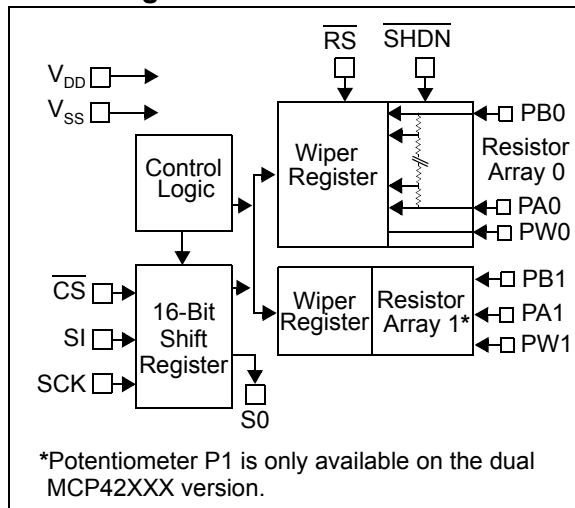 RS
SHDN
VDD
VSS
Control
Logic
Wiper
Register
PB0
Resistor
Array 0
PA0
PW0
CS
SI
SCK
16-Bit
Shift
Register
S0
Wiper
Register
Resistor
Array 1*
PB1
PA1
PW1
*Potentiometer P1 is only available on the dual
MCP42XXX version.